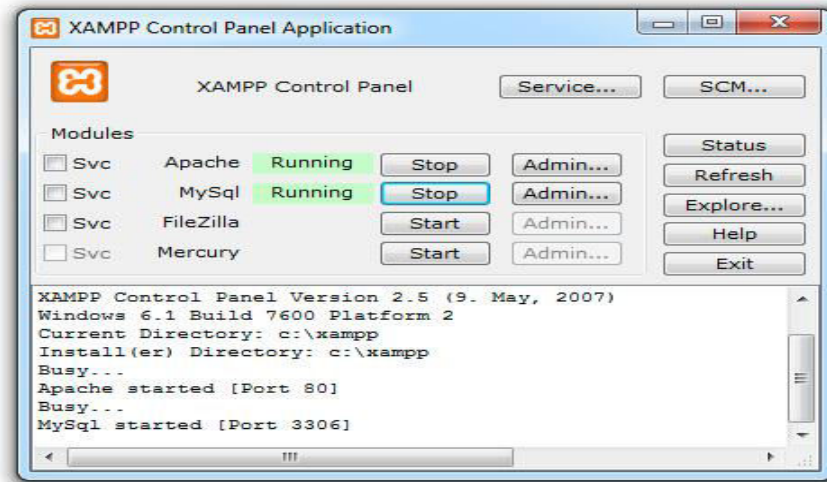 XAMPP Control Panel Application
XAMPP Control Panel Service... SCM...
Modules
Status
Svc Apache Running Stop Admin...
Refresh
Svc MySql Running Stop Admin...
Explore...
Svc FileZilla Start Admin...
Help
Svc Mercury Start Admin...
Exit
XAMPP Control Panel Version 2.5 (9. May, 2007)
Windows 6.1 Build 7600 Platform 2
Current Directory: c:\xampp
Install(er) Directory: c:\xampp
Busy...
Apache started [Port 80]
Busy...
MySql started [Port 3306]